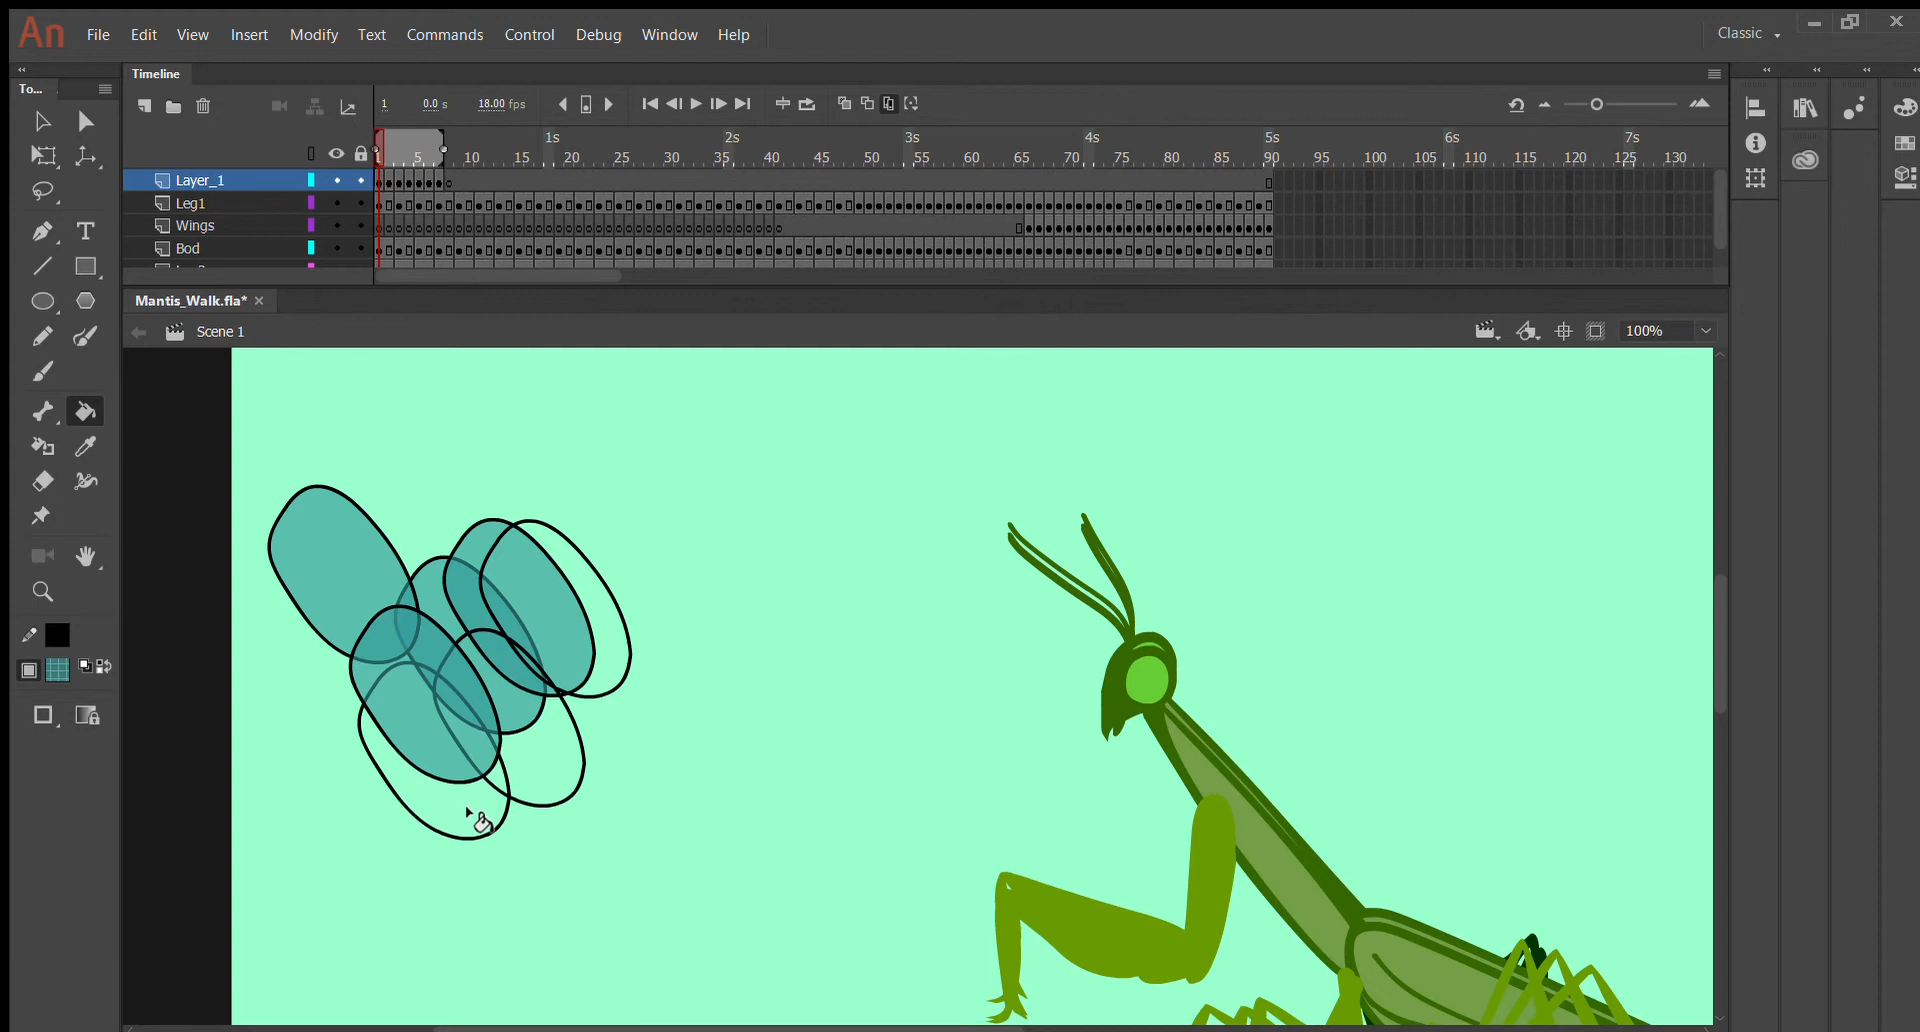 An File Edit View Insert Modify Text Commands Control Debug Window Help Classic
To... Timeline
1 0.0 s 18.00 fps
1s 2s 3s 4s 5s 6s 7s
1 5 10 15 20 25 30 35 40 45 50 55 60 65 70 75 80 85 90 95 100 105 110 115 120 125 130
Layer_1
Leg1
Wings
Bod
Mantis_Walk.fla*
Scene 1 100%
T